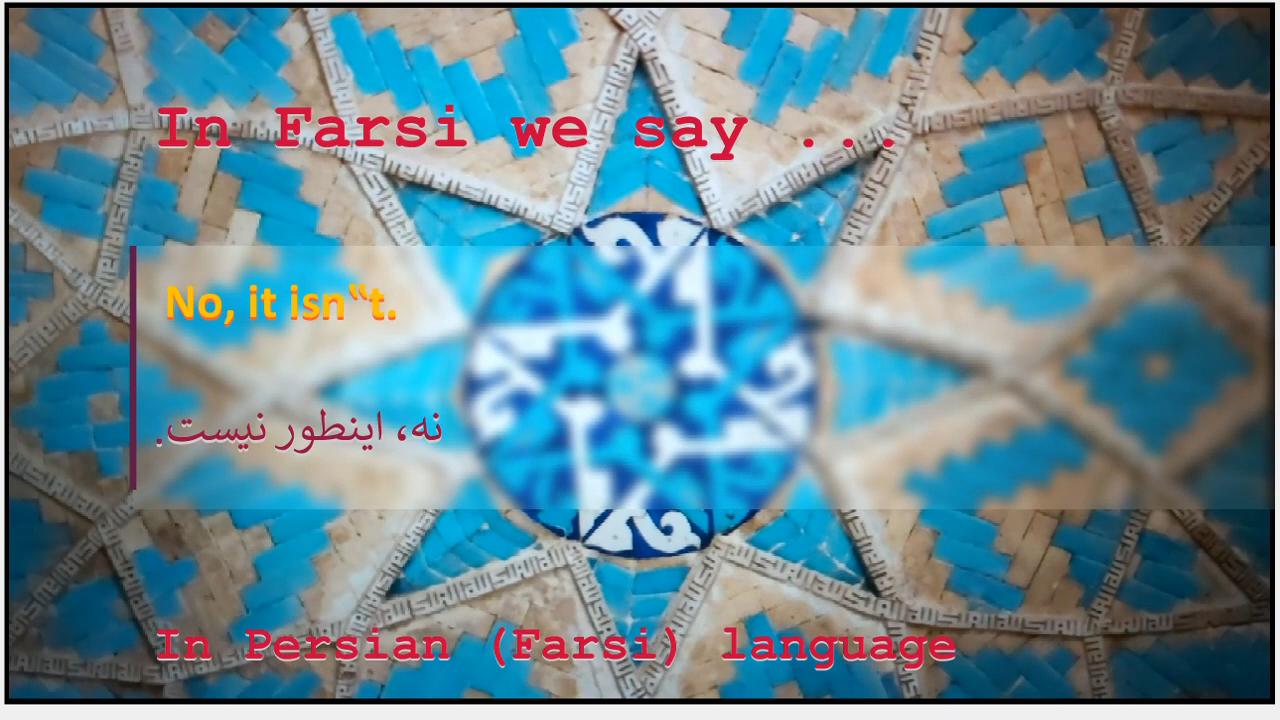 In Farsi we say ...
No, it isn‟t.
نه، اینطور نیست.
In Persian (Farsi) language